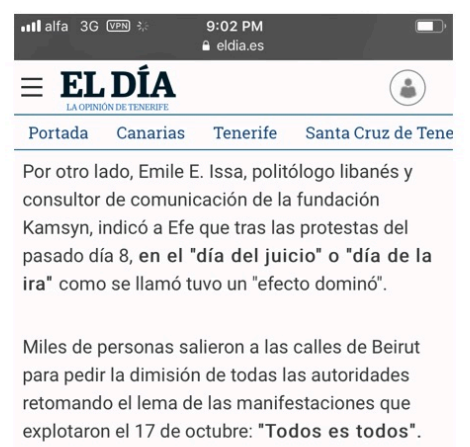 alfa 3G VPN 9:02 PM
eldia.es
EL DÍA
LA OPINIÓN DE TENERIFE
Portada Canarias Tenerife Santa Cruz de Tene
Por otro lado, Emile E. Issa, politólogo libanés y
consultor de comunicación de la fundación
Kamsyn, indicó a Efe que tras las protestas del
pasado día 8, en el "día del juicio" o "día de la
ira" como se llamó tuvo un "efecto dominó".
Miles de personas salieron a las calles de Beirut
para pedir la dimisión de todas las autoridades
retomando el lema de las manifestaciones que
explotaron el 17 de octubre: "Todos es todos".